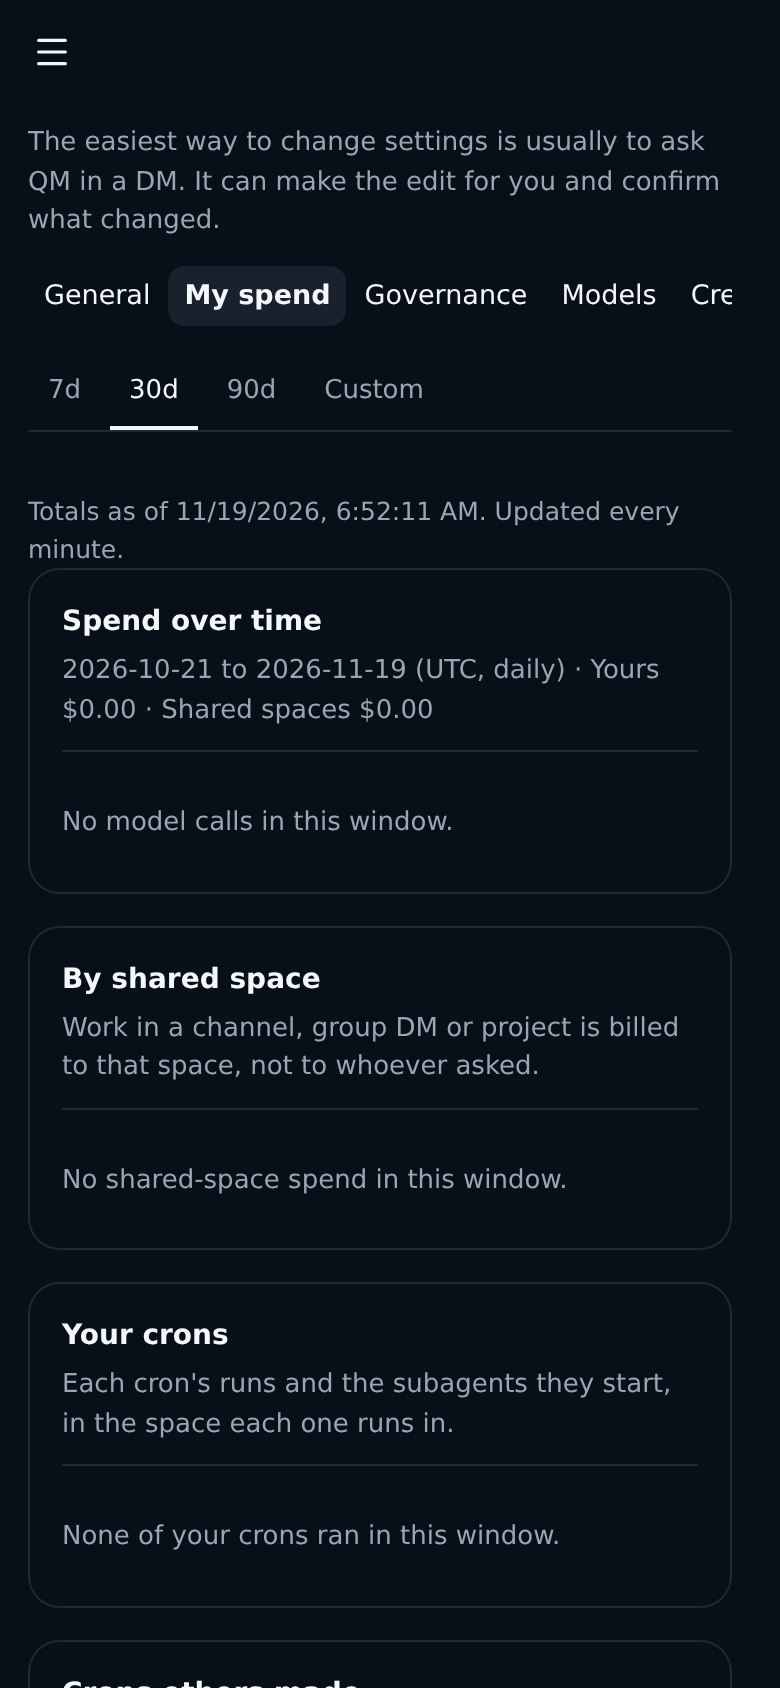 The easiest way to change settings is usually to ask
QM in a DM. It can make the edit for you and confirm
what changed.
General My spend Governance Models Cre
7d 30d 90d Custom
Totals as of 11/19/2026, 6:52:11 AM. Updated every
minute.
Spend over time
2026-10-21 to 2026-11-19 (UTC, daily) · Yours
$0.00 · Shared spaces $0.00
No model calls in this window.
By shared space
Work in a channel, group DM or project is billed
to that space, not to whoever asked.
No shared-space spend in this window.
Your crons
Each cron's runs and the subagents they start,
in the space each one runs in.
None of your crons ran in this window.
Crons others made